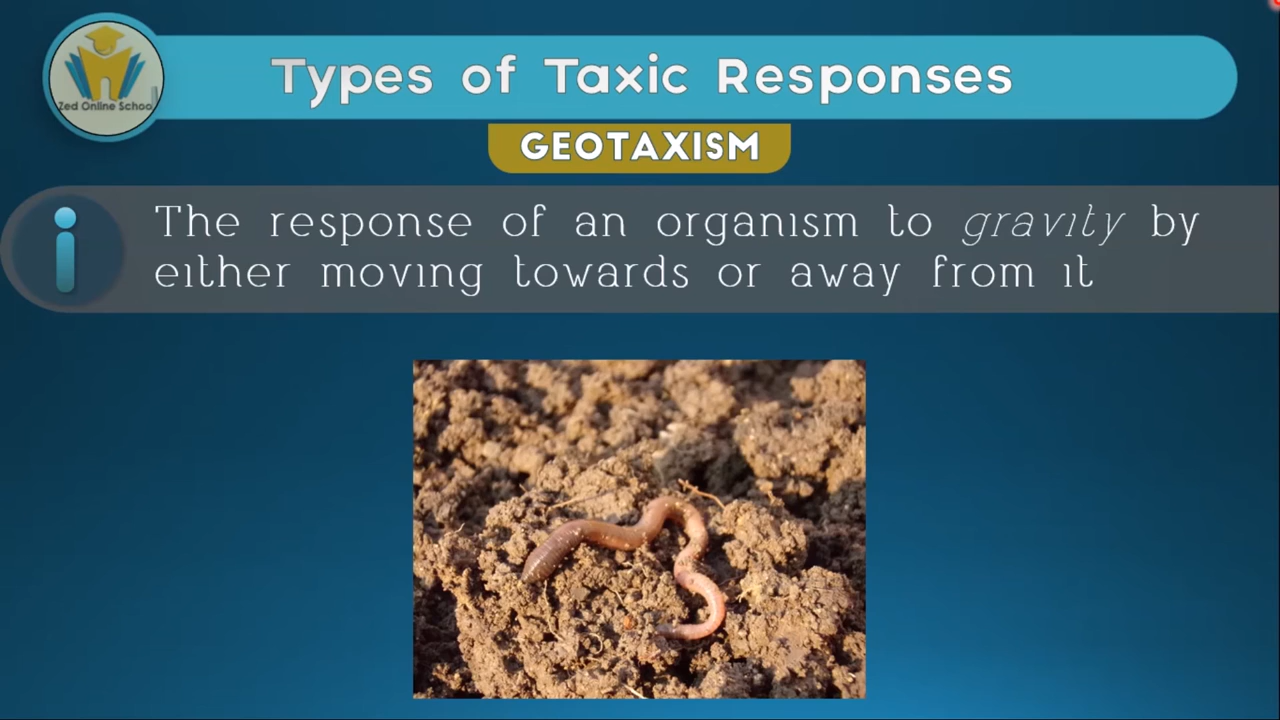 Zed Online School
Types of Taxic Responses
GEOTAXISM
The response of an organism to gravity by
either moving towards or away from it